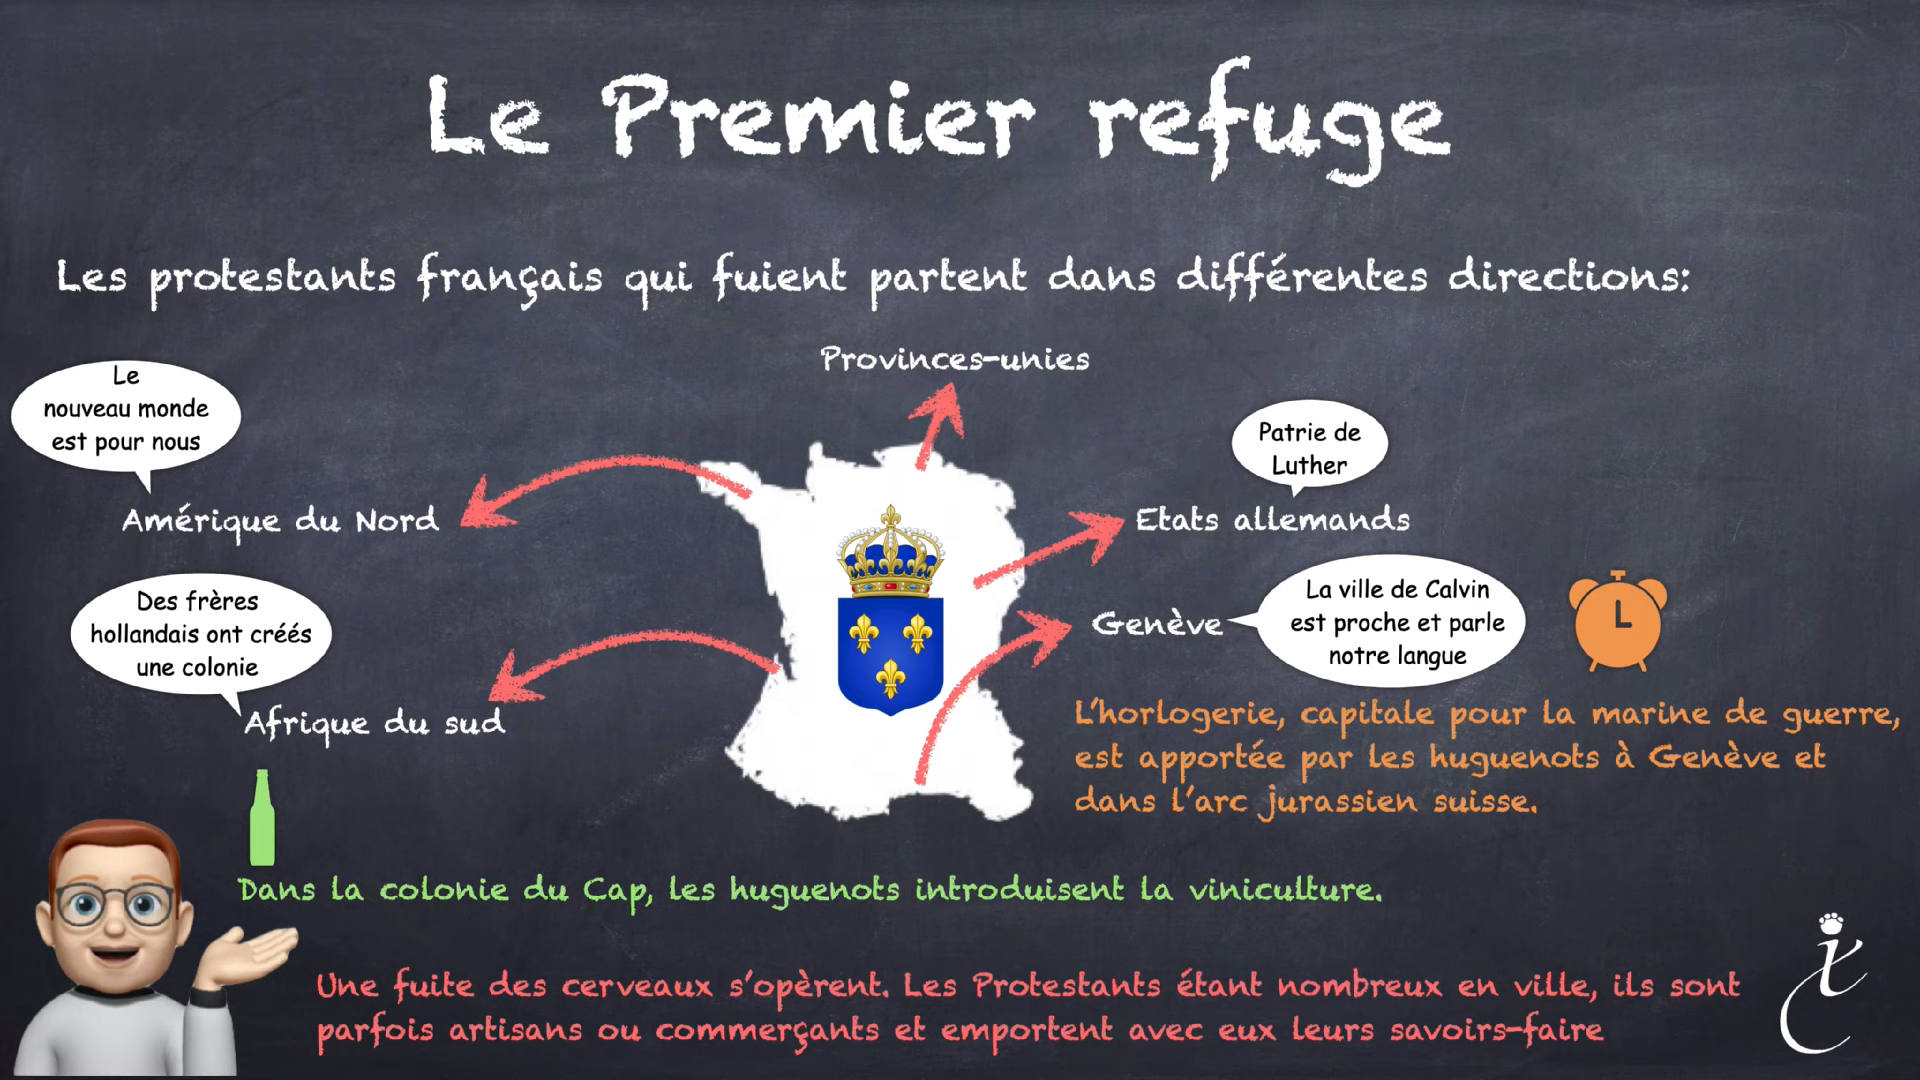 Le Premier refuge
Les protestants français qui fuient partent dans différentes directions:
Provinces-unies
Le
nouveau monde
est pour nous
Amérique du Nord
Patrie de
Luther
Etats allemands
Des frères
hollandais ont créés
une colonie
Afrique du sud
Genève
La ville de Calvin
est proche et parle
notre langue
L'horlogerie, capitale pour la marine de guerre,
est apportée par les huguenots à Genève et
dans l'arc jurassien suisse.
Dans la colonie du Cap, les huguenots introduisent la viniculture.
Une fuite des cerveaux s'opèrent. Les Protestants étant nombreux en ville, ils sont
parfois artisans ou commerçants et emportent avec eux leurs savoirs-faire